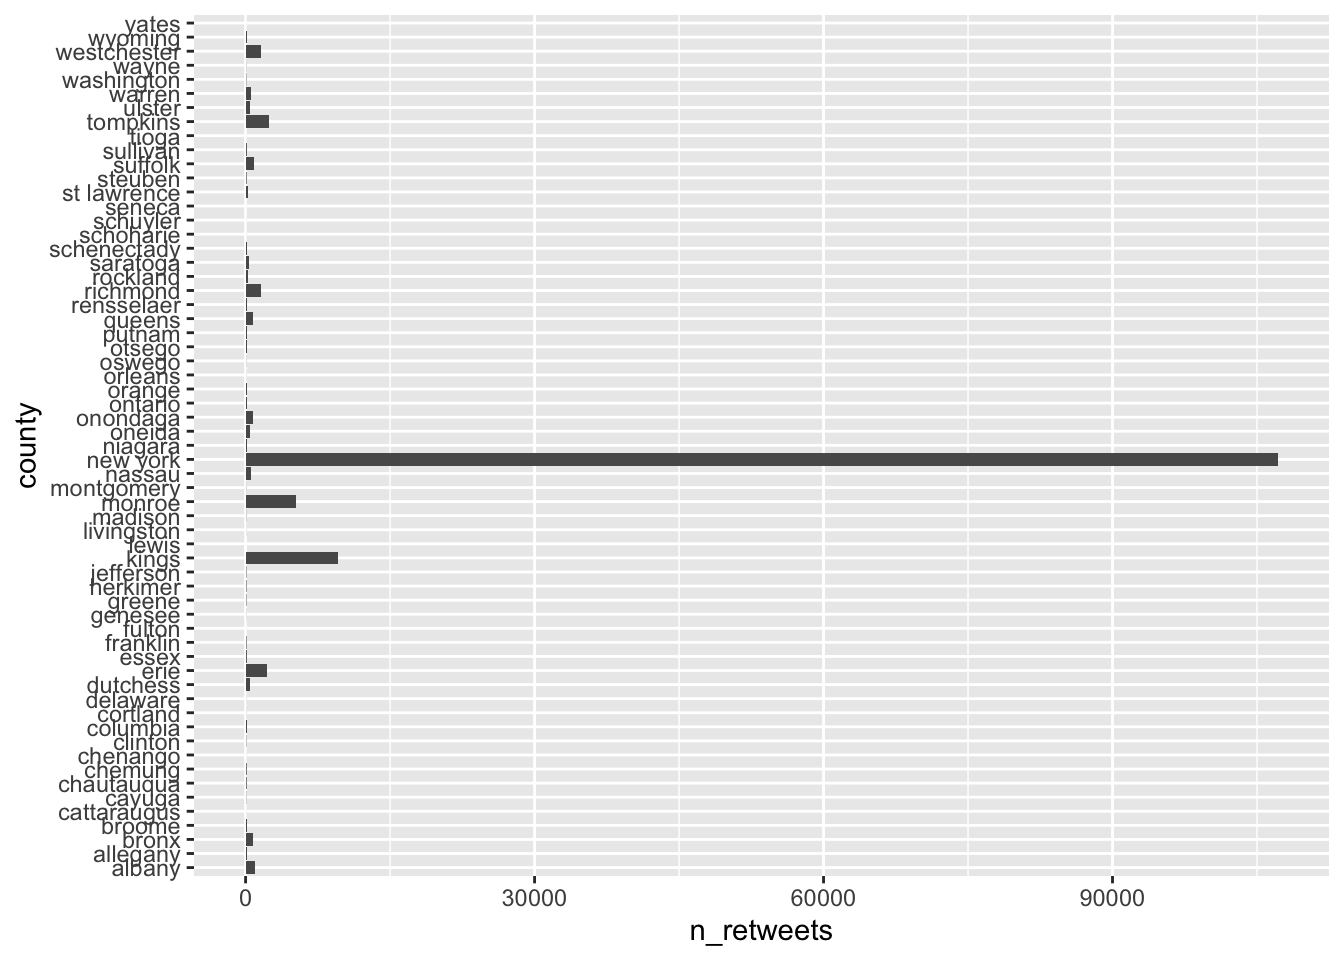 yates
wyoming
westchester
wayne
washington
warren
ulster
tompkins
tioga
sullivan
suffolk
steuben
st lawrence
seneca
schuyler
schoharie
schenectady
saratoga
rockland
richmond
rensselaer
queens
putnam
otsego
oswego
orleans
orange
ontario
onondaga
oneida
niagara
new york
nassau
montgomery
monroe
madison
livingston
lewis
kings
jefferson
herkimer
greene
genesee
fulton
franklin
essex
erie
dutchess
delaware
cortland
columbia
clinton
chenango
chemung
chautauqua
cayuga
cattaraugus
broome
bronx
allegany
albany
county
0 30000 60000 90000
n_retweets